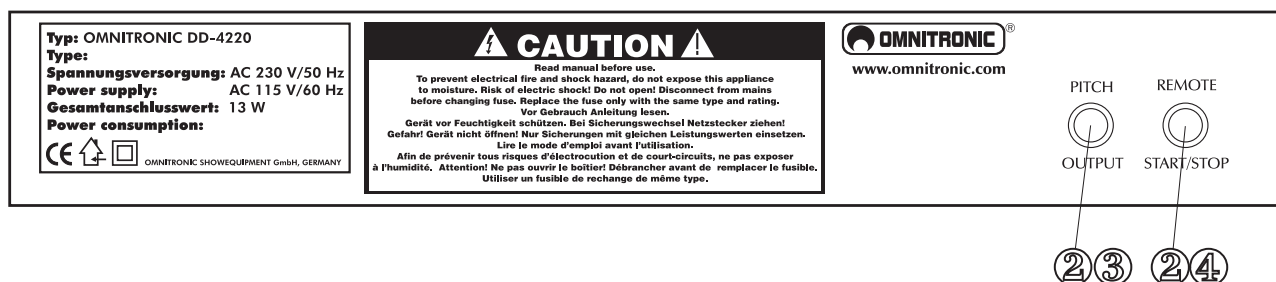 Typ: OMNITRONIC DD-4220
Type:
Spannungsversorgung: AC 230 V/50 Hz
Power supply: AC 115 V/60 Hz
Gesamtanschlusswert: 13 W
Power consumption:
CE OMNITRONIC SHOWEQUIPMENT GmbH, GERMANY
CAUTION
Read manual before use.
To prevent electrical fire and shock hazard, do not expose this appliance
to moisture. Risk of electric shock! Do not open! Disconnect from mains
before changing fuse. Replace the fuse only with the same type and rating.
Vor Gebrauch Anleitung lesen.
Gerät vor Feuchtigkeit schützen. Bei Sicherungswechsel Netzstecker ziehen!
Gefahr! Gerät nicht öffnen! Nur Sicherungen mit gleichen Leistungswerten einsetzen.
Lire le mode d'emploi avant l'utilisation.
Afin de prévenir tous risques d'électrocution et de court-circuits, ne pas exposer
à l'humidité. Attention! Ne pas ouvrir le boîtier! Débrancher avant de remplacer le fusible.
Utiliser un fusible de rechange de même type.
OMNITRONIC®
www.omnitronic.com
PITCH
OUTPUT
REMOTE
START/STOP
②③ ②④